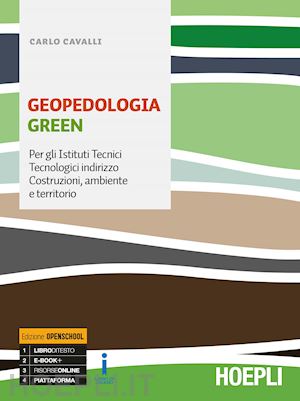 CARLO CAVALLI
GEOPEDOLOGIA
GREEN
Per gli Istituti Tecnici
Tecnologici indirizzo
Costruzioni, ambiente
e territorio
Edizione OPENSCHOOL
1 LIBRODITESTO
2 E-BOOK+
3 RISORSEONLINE
4 PIATTAFORMA
HOEPLI